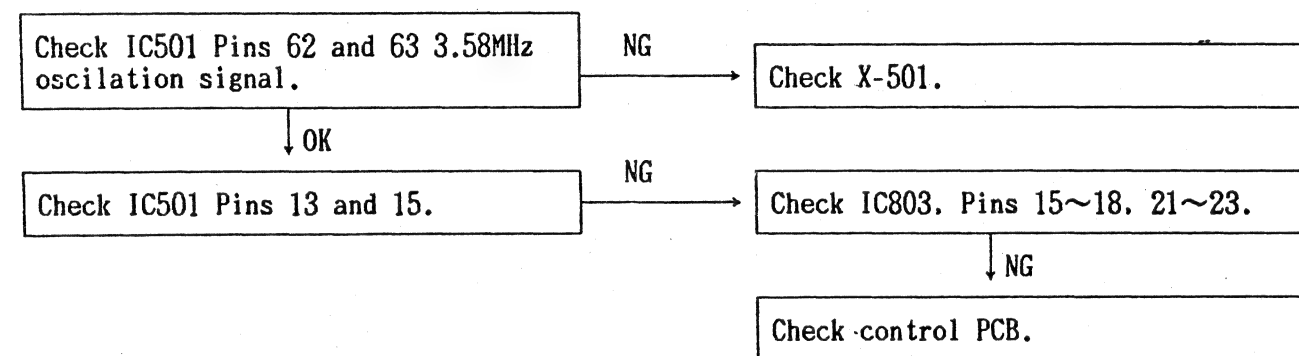 Check IC501 Pins 62 and 63 3.58MHz
oscilation signal.
NG
Check X-501.
OK
Check IC501 Pins 13 and 15.
NG
Check IC803. Pins 15~18. 21~23.
NG
Check control PCB.